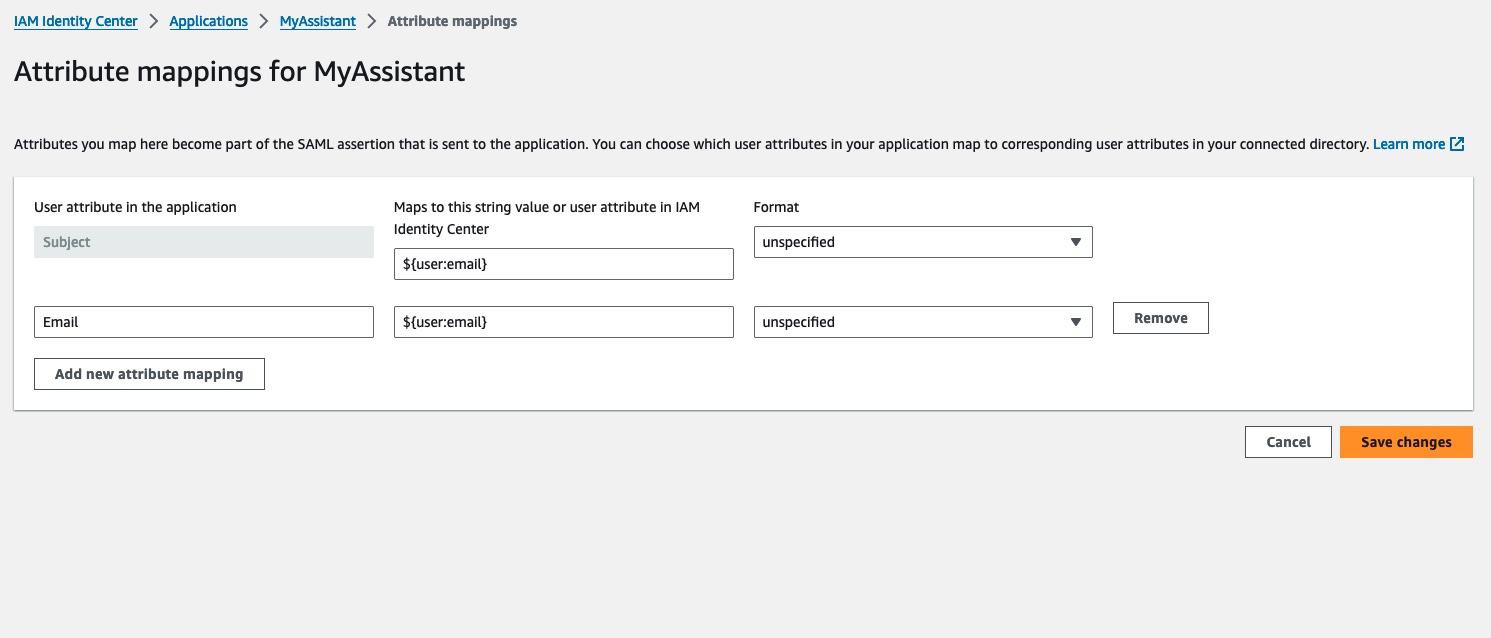 IAM Identity Center > Applications > MyAssistant > Attribute mappings
Attribute mappings for MyAssistant
Attributes you map here become part of the SAML assertion that is sent to the application. You can choose which user attributes in your application map to corresponding user attributes in your connected directory. Learn more
User attribute in the application
Subject
Maps to this string value or user attribute in IAM
Identity Center
${user:email}
Format
unspecified
Email
${user:email}
unspecified
Remove
Add new attribute mapping
Cancel
Save changes